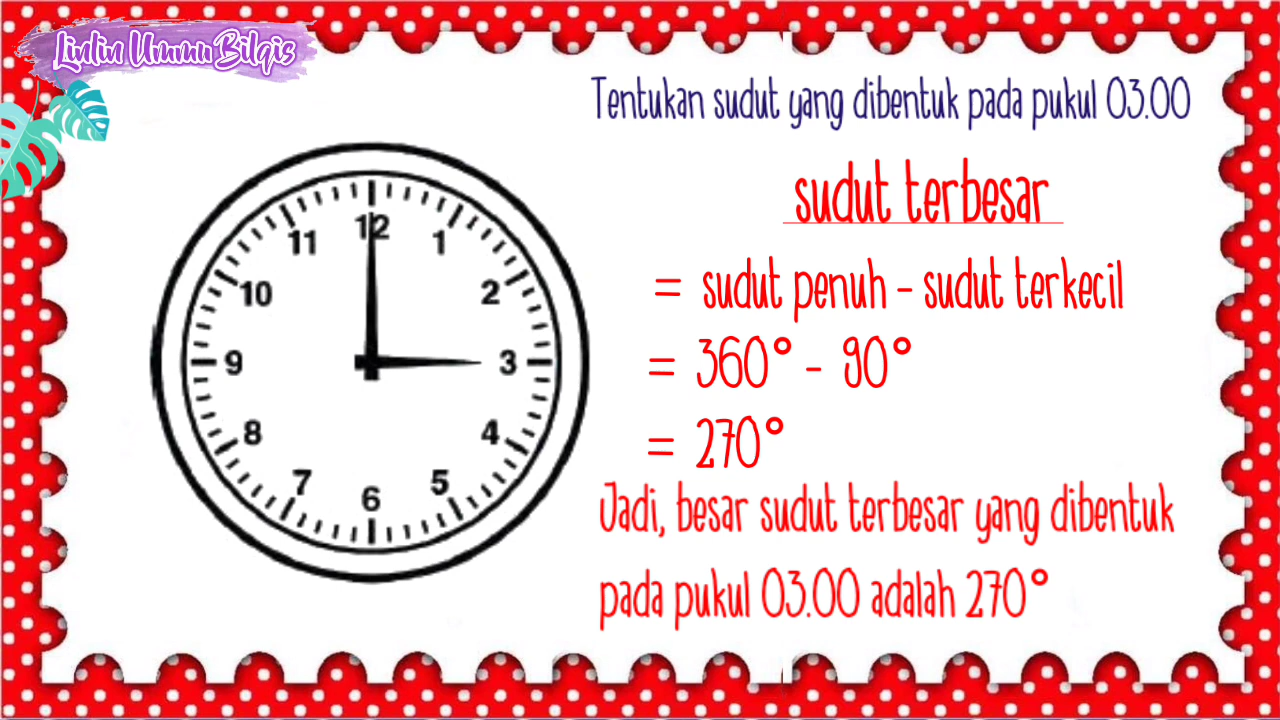 Liulin Ummu Bilqis
Tentukan sudut yang dibentuk pada pukul 03.00
sudut terbesar
= sudut penuh - sudut terkecil
= 360° - 90°
= 270°
Jadi, besar sudut terbesar yang dibentuk
pada pukul 03.00 adalah 270°
12
1
2
3
4
5
6
7
8
9
10
11